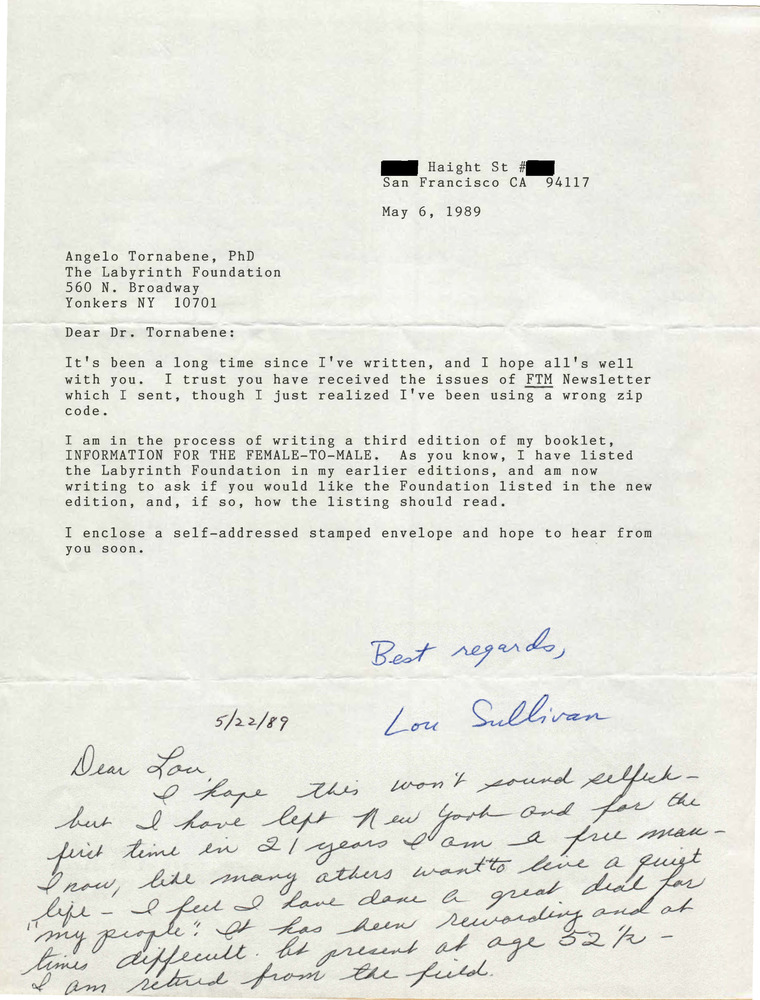 Haight St #
San Francisco CA 94117
May 6, 1989
Angelo Tornabene, PhD
The Labyrinth Foundation
560 N. Broadway
Yonkers NY 10701
Dear Dr. Tornabene:
It's been a long time since I've written, and I hope all's well
with you. I trust you have received the issues of FTM Newsletter
which I sent, though I just realized I've been using a wrong zip
code.
I am in the process of writing a third edition of my booklet,
INFORMATION FOR THE FEMALE-TO-MALE. As you know, I have listed
the Labyrinth Foundation in my earlier editions, and am now
writing to ask if you would like the Foundation listed in the new
edition, and, if so, how the listing should read.
I enclose a self-addressed stamped envelope and hope to hear from
you soon.
Best regards,
Lou Sullivan
5/22/89
Dear Lou,
I hope this won't sound selfish -
but I have left New York and for the
first time in 21 years I am a free man -
I now, like many others want to live a quiet
life - I feel I have done a great deal for
"my people". It has been rewarding and at
times difficult. At present at age 52 1/2 -
I am retired from the field.